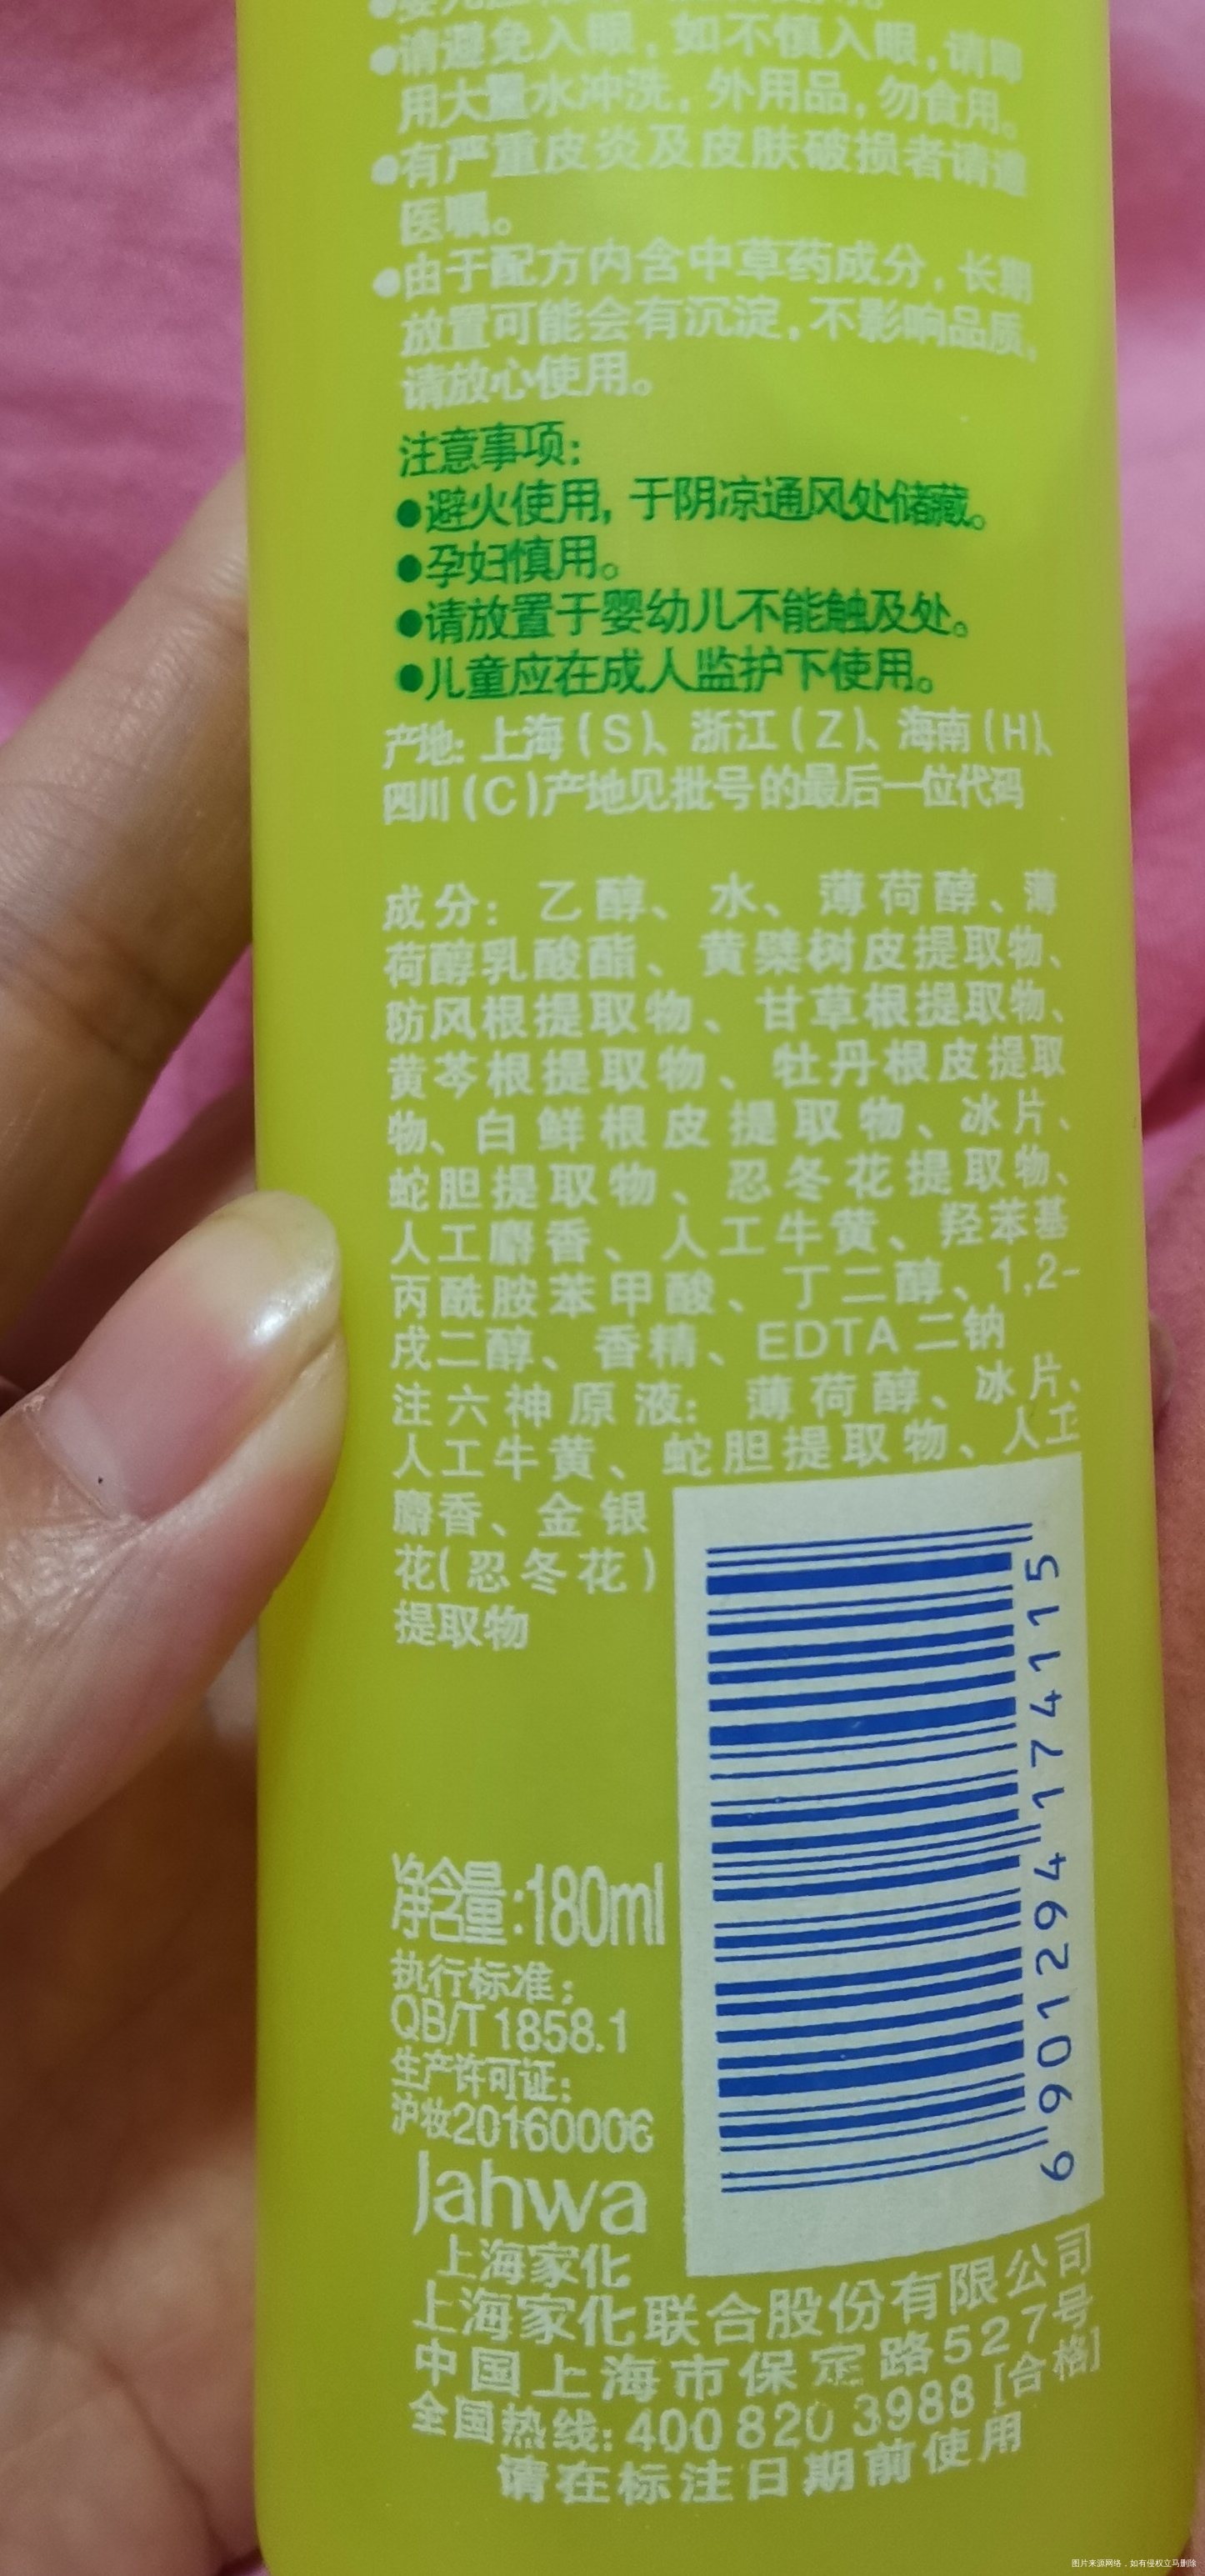 ●请避免入眼，如不慎入眼，请即
用大量水冲洗，外用品，勿食用。
●有严重皮炎及皮肤破损者请遵
医嘱。
●由于配方内含中草药成分，长期
放置可能会有沉淀，不影响品质，
请放心使用。
注意事项：
●避火使用，于阴凉通风处储藏。
●孕妇慎用。
●请放置于婴幼儿不能触及处。
●儿童应在成人监护下使用。
产地：上海(S)、浙江(Z)、海南(H)、
四川(C)产地见批号的最后一位代码
成分：乙醇、水、薄荷醇、薄
荷醇乳酸酯、黄檗树皮提取物、
防风根提取物、甘草根提取物、
黄芩根提取物、牡丹根皮提取
物、白鲜根皮提取物、冰片、
蛇胆提取物、忍冬花提取物、
人工麝香、人工牛黄、羟苯基
丙酰胺苯甲酸、丁二醇、1,2-
戊二醇、香精、EDTA二钠
注六神原液：薄荷醇、冰片、
人工牛黄、蛇胆提取物、人工
麝香、金银
花(忍冬花)
提取物
6901294174115
净含量:180ml
执行标准：
QB/T1858.1
生产许可证：
沪妆20160006
Jahwa
上海家化
上海家化联合股份有限公司
中国上海市保定路527号
全国热线：400 820 3988 [合格]
请在标注日期前使用
图片来源网络，如有侵权立马删除